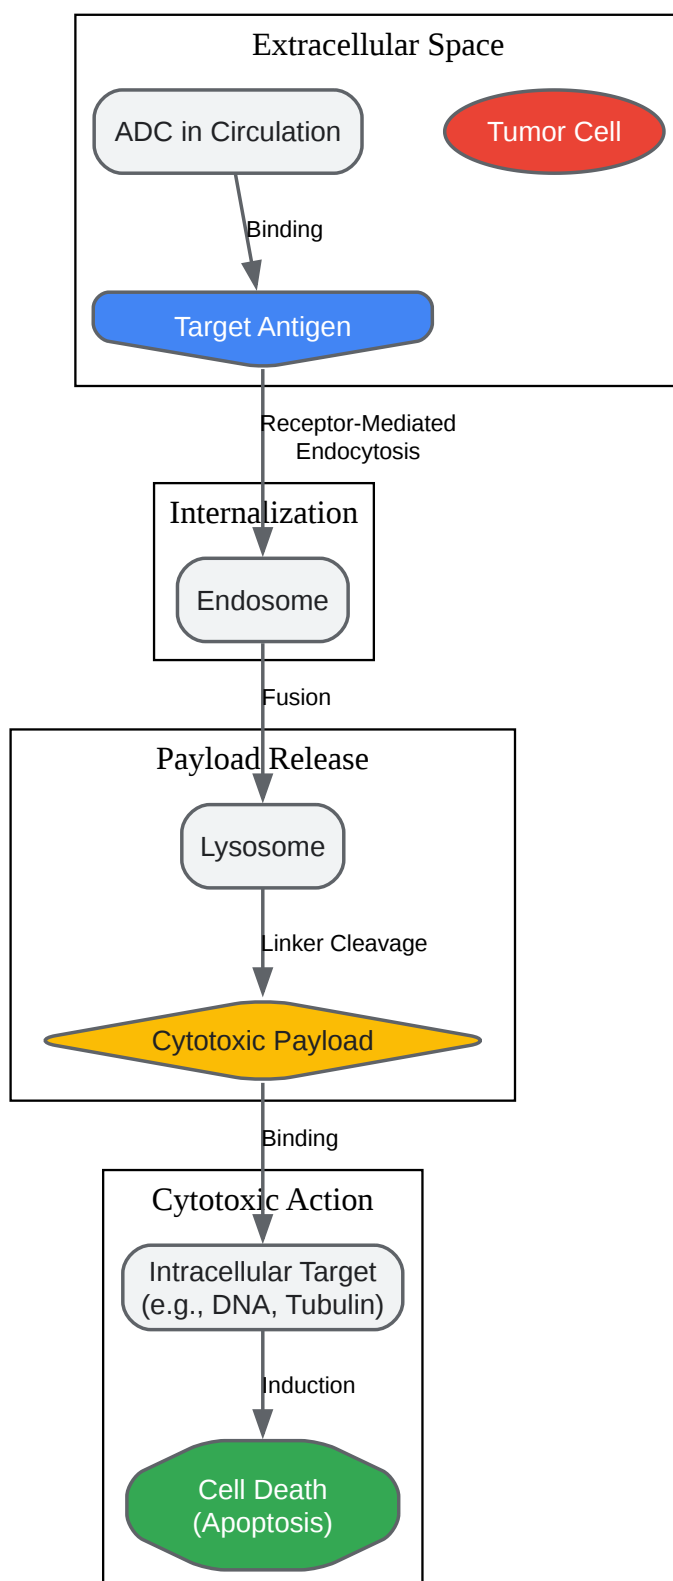 Extracellular Space
ADC in Circulation
Tumor Cell
Binding
Target Antigen
Receptor-Mediated
Endocytosis
Internalization
Endosome
Fusion
Payload Release
Lysosome
Linker Cleavage
Cytotoxic Payload
Binding
Cytotoxic Action
Intracellular Target
(e.g., DNA, Tubulin)
Induction
Cell Death
(Apoptosis)